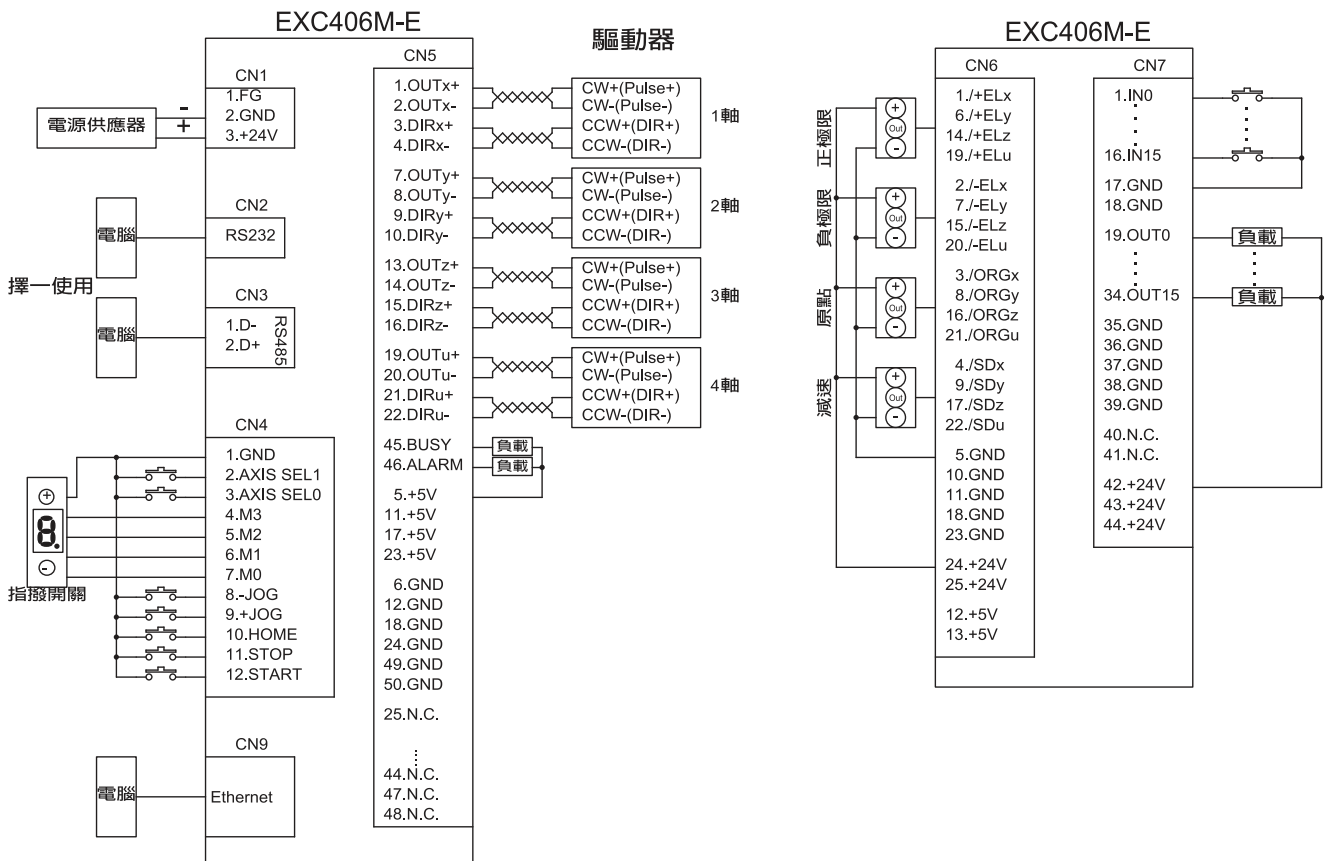 EXC406M-E
驅動器
CN1
1.FG
2.GND
3.+24V
電源供應器
-
+
CN2
RS232
電腦
擇一使用
CN3
1.D-
2.D+
RS485
電腦
CN4
1.GND
2.AXIS SEL1
3.AXIS SEL0
4.M3
5.M2
6.M1
7.M0
8.-JOG
9.+JOG
10.HOME
11.STOP
12.START
+
8.
-
指撥開關
CN9
Ethernet
電腦
CN5
1.OUTx+
2.OUTx-
3.DIRx+
4.DIRx-
7.OUTy+
8.OUTy-
9.DIRy+
10.DIRy-
13.OUTz+
14.OUTz-
15.DIRz+
16.DIRz-
19.OUTu+
20.OUTu-
21.DIRu+
22.DIRu-
45.BUSY
46.ALARM
5.+5V
11.+5V
17.+5V
23.+5V
6.GND
12.GND
18.GND
24.GND
49.GND
50.GND
25.N.C.
44.N.C.
47.N.C.
48.N.C.
CW+(Pulse+)
CW-(Pulse-)
CCW+(DIR+)
CCW-(DIR-)
1軸
CW+(Pulse+)
CW-(Pulse-)
CCW+(DIR+)
CCW-(DIR-)
2軸
CW+(Pulse+)
CW-(Pulse-)
CCW+(DIR+)
CCW-(DIR-)
3軸
CW+(Pulse+)
CW-(Pulse-)
CCW+(DIR+)
CCW-(DIR-)
4軸
負載
負載
EXC406M-E
CN6
1./+ELx
6./+ELy
14./+ELz
19./+ELu
2./-ELx
7./-ELy
15./-ELz
20./-ELu
3./ORGx
8./ORGy
16./ORGz
21./ORGu
4./SDx
9./SDy
17./SDz
22./SDu
5.GND
10.GND
11.GND
18.GND
23.GND
24.+24V
25.+24V
12.+5V
13.+5V
正極限
+
Out
-
負極限
+
Out
-
原點
+
Out
-
減速
+
Out
-
CN7
1.IN0
16.IN15
17.GND
18.GND
19.OUT0
34.OUT15
35.GND
36.GND
37.GND
38.GND
39.GND
40.N.C.
41.N.C.
42.+24V
43.+24V
44.+24V
負載
負載